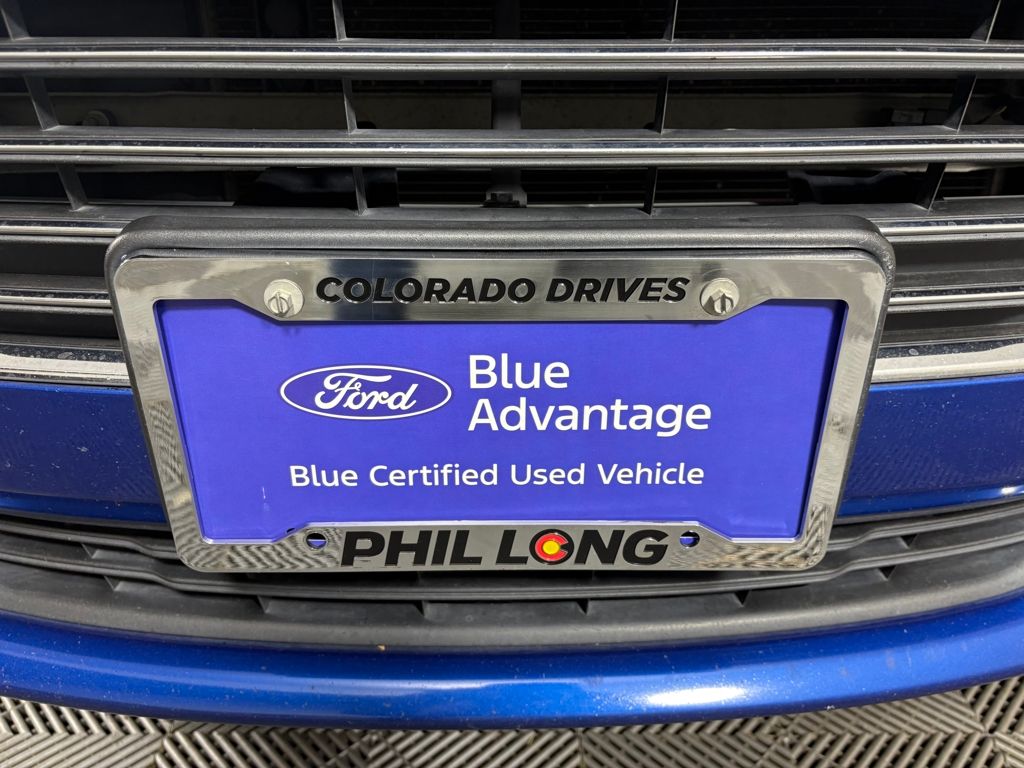 COLORADO DRIVES
Ford
Blue
Advantage
Blue Certified Used Vehicle
PHIL LONG